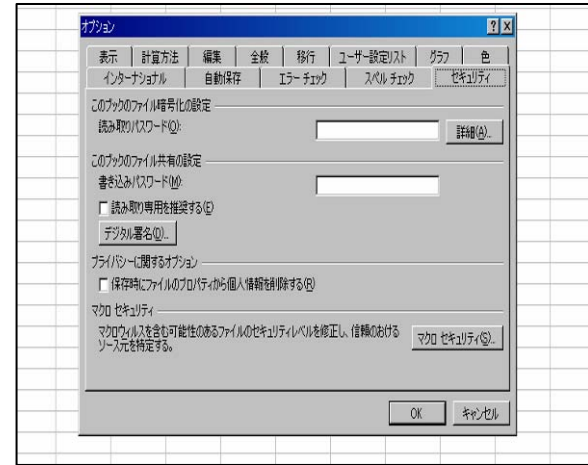 オプション
表示 計算方法 編集 全般 移行 ユーザー設定リスト グラフ 色
インターナショナル 自動保存 エラー チェック スペル チェック セキュリティ
このブックのファイル暗号化の設定
読み取りパスワード(O): 詳細(A)...
このブックのファイル共有の設定
書き込みパスワード(M):
読み取り専用を推奨する(E)
デジタル署名(D)...
プライバシーに関するオプション
保存時にファイルのプロパティから個人情報を削除する(R)
マクロ セキュリティ
マクロウィルスを含む可能性のあるファイルのセキュリティレベルを修正し、信頼のおける
ソース元を特定する。 マクロ セキュリティ(S)...
OK キャンセル